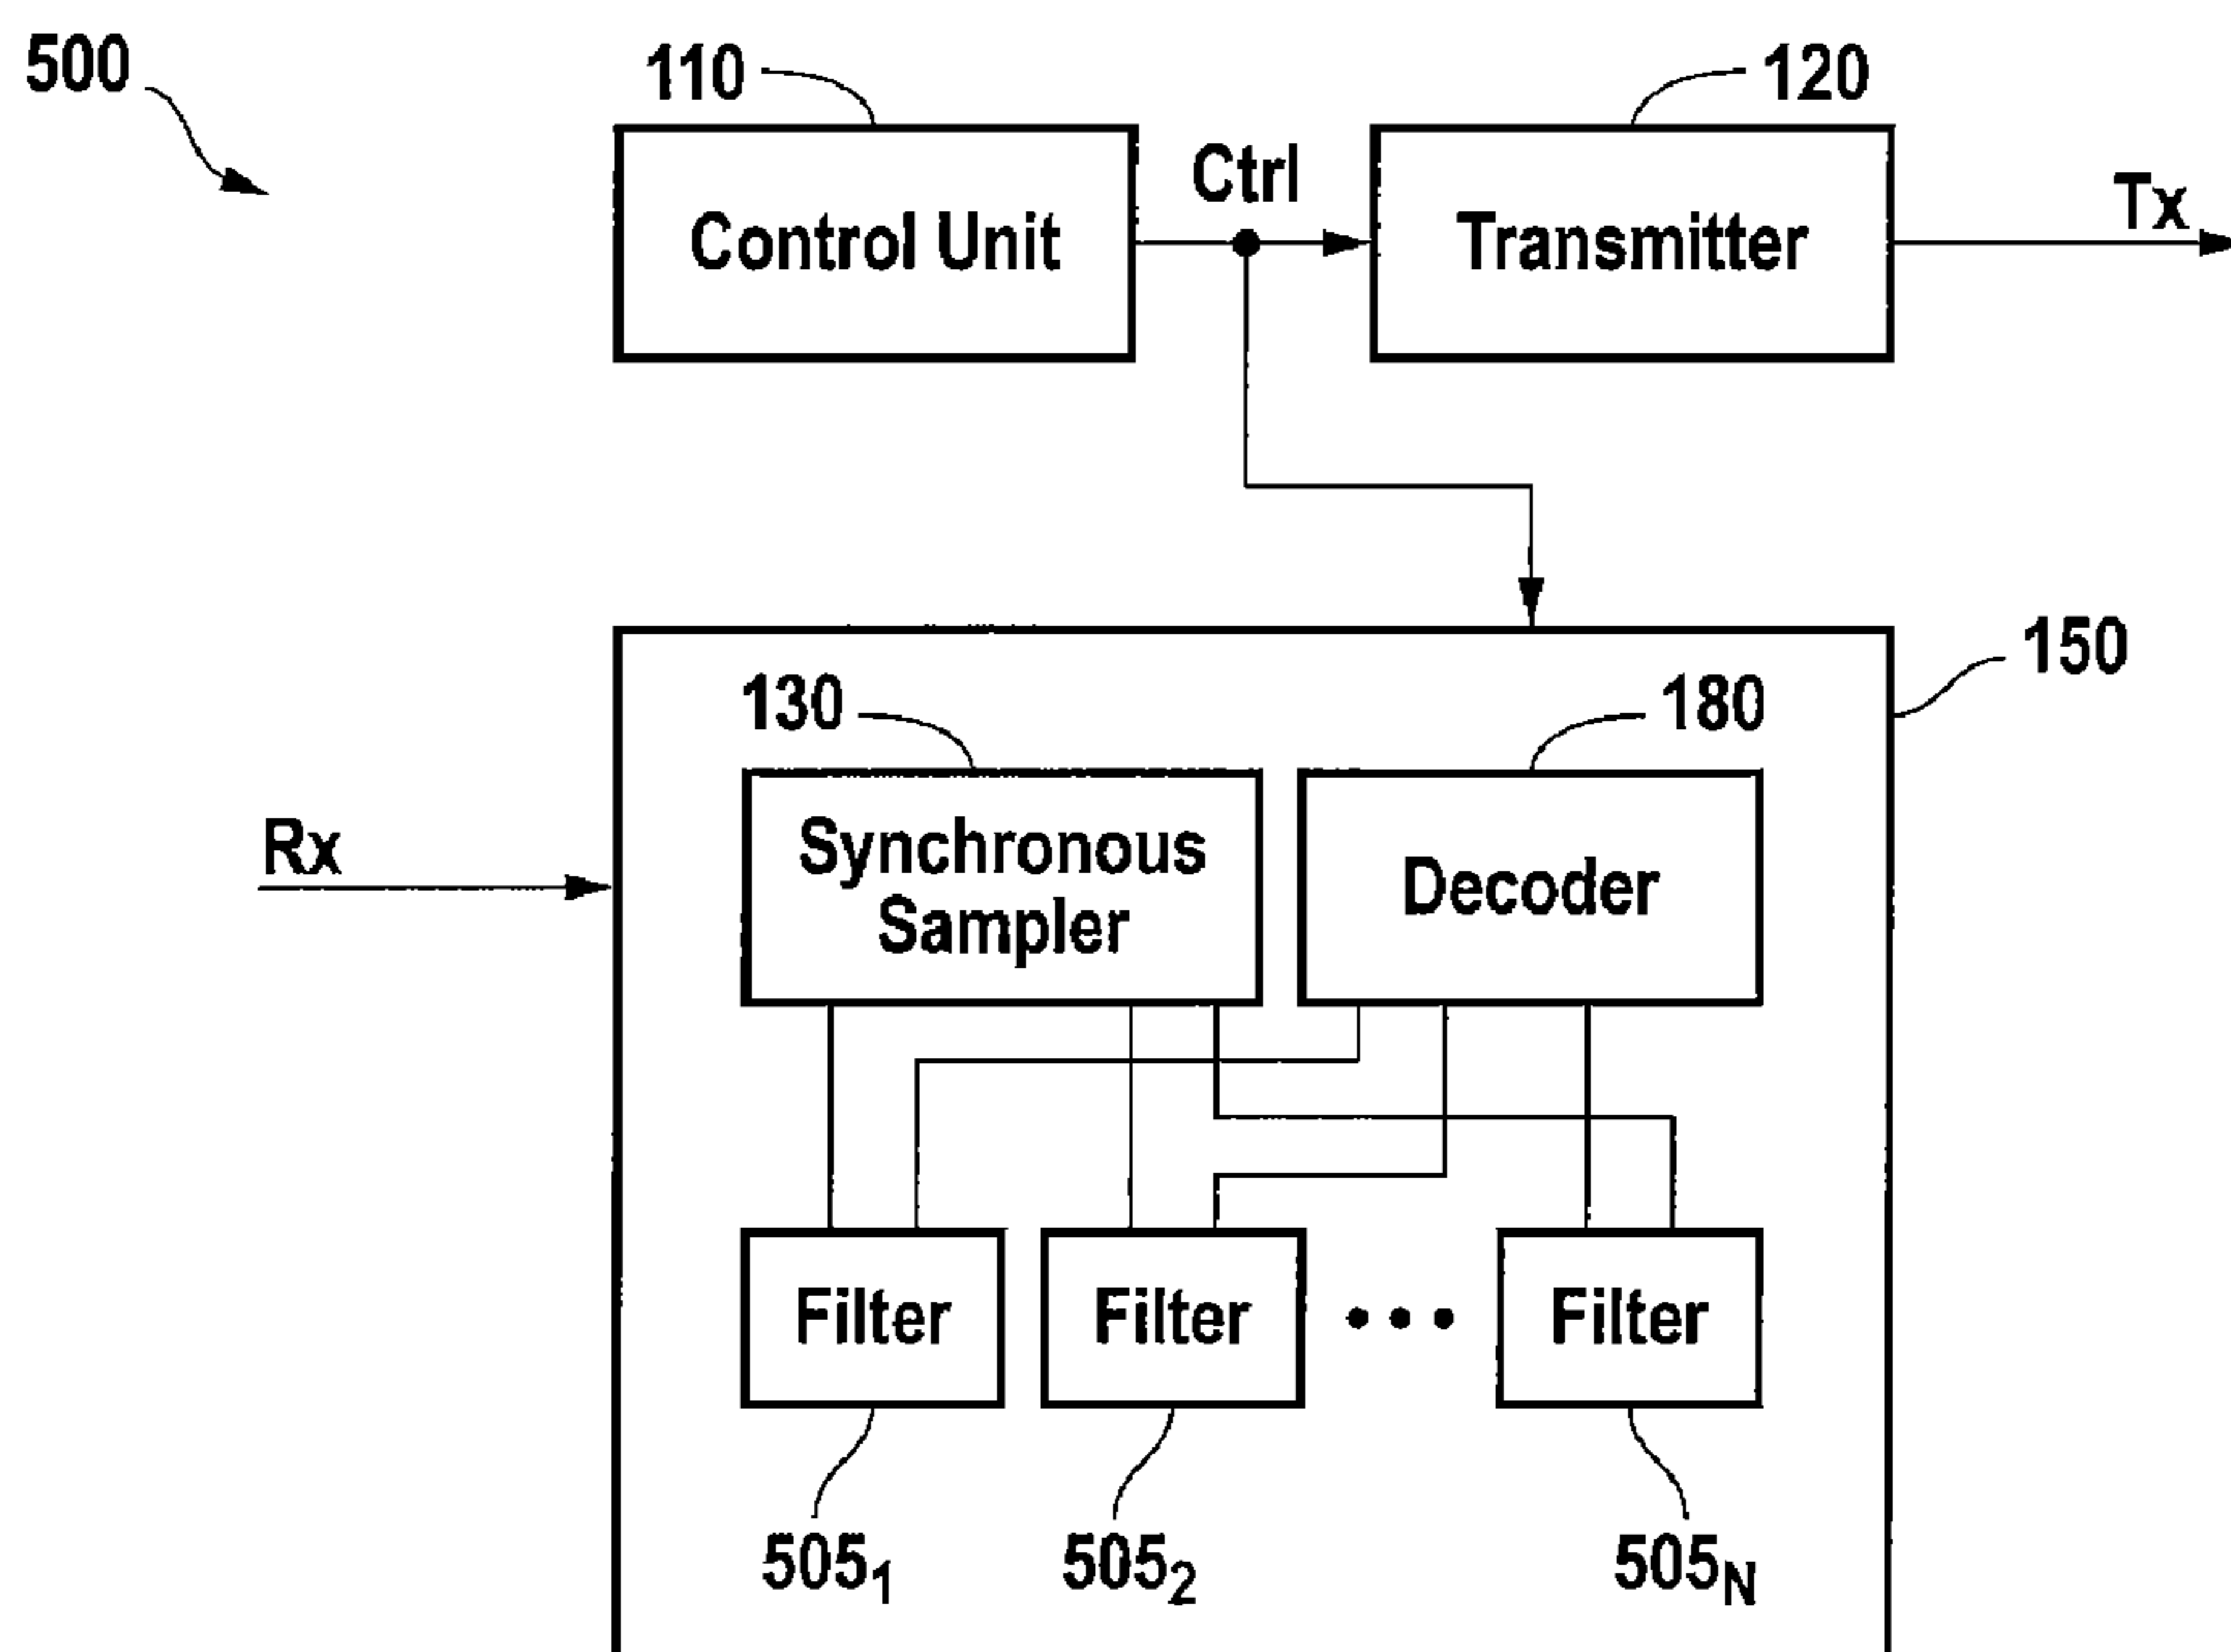 500
110
120
Ctrl
Control Unit
Transmitter
Tx
150
130
180
Rx
Synchronous
Sampler
Decoder
Filter
Filter
Filter
505₁
505₂
505_N